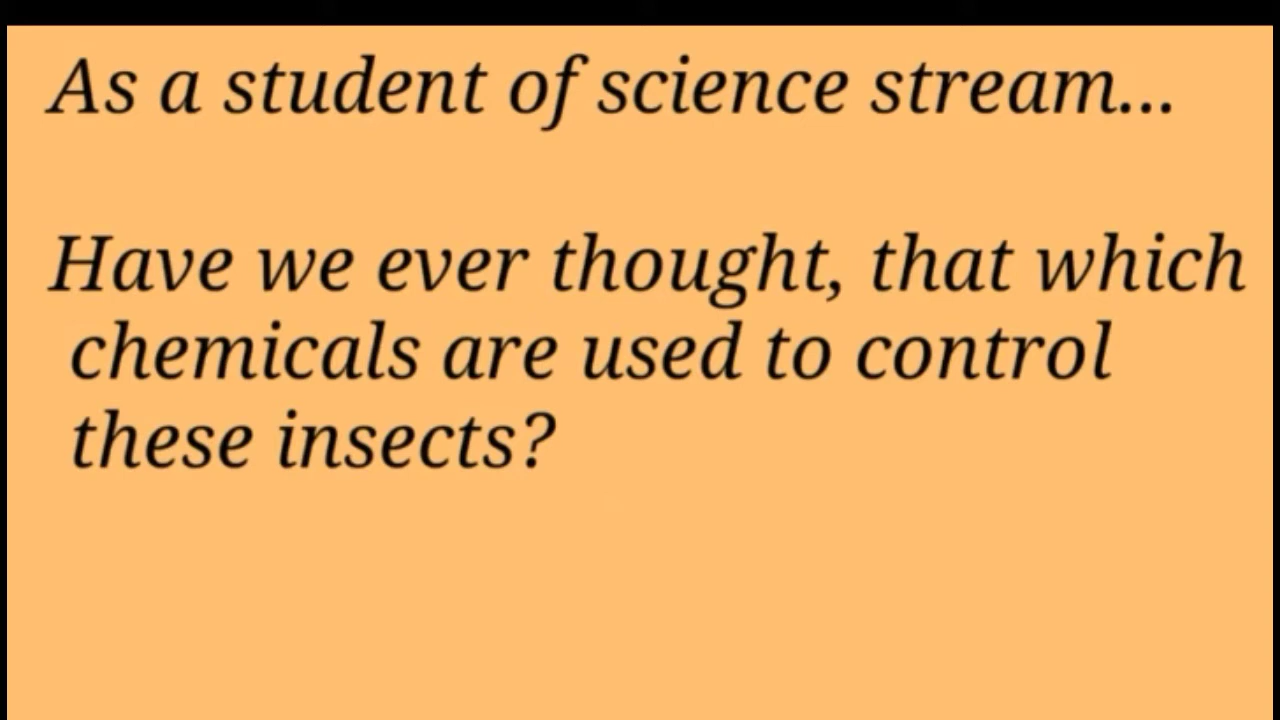 As a student of science stream...
Have we ever thought, that which
chemicals are used to control
these insects?